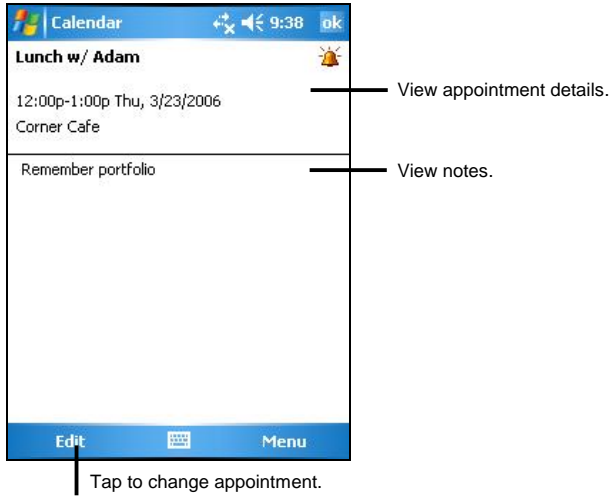 Calendar 9:38 ok
Lunch w/ Adam
12:00p-1:00p Thu, 3/23/2006
Corner Cafe
View appointment details.
Remember portfolio
View notes.
Edit Menu
Tap to change appointment.